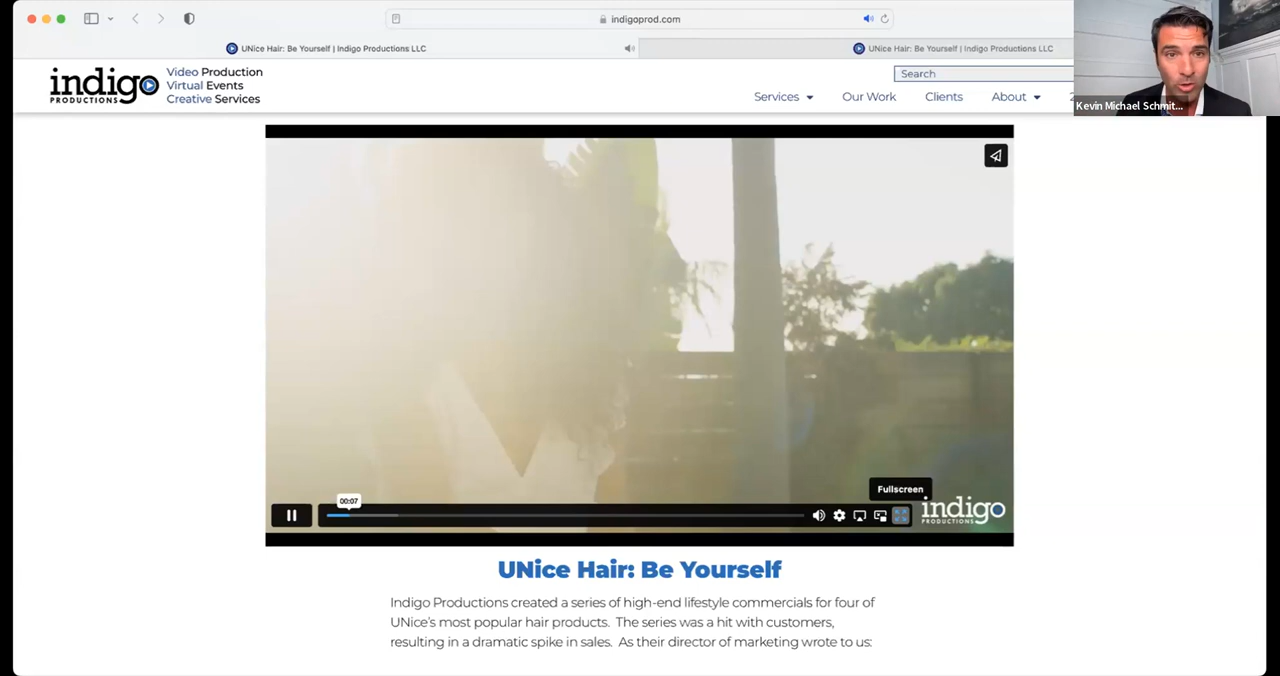 indigoprod.com
UNice Hair: Be Yourself | Indigo Productions LLC
UNice Hair: Be Yourself | Indigo Productions LLC
indigo
PRODUCTIONS
Video Production
Virtual Events
Creative Services
Search
Services
Our Work
Clients
About
Kevin Michael Schmit...
00:07
Fullscreen
indigo
PRODUCTIONS
UNice Hair: Be Yourself
Indigo Productions created a series of high-end lifestyle commercials for four of
UNice's most popular hair products. The series was a hit with customers,
resulting in a dramatic spike in sales. As their director of marketing wrote to us: